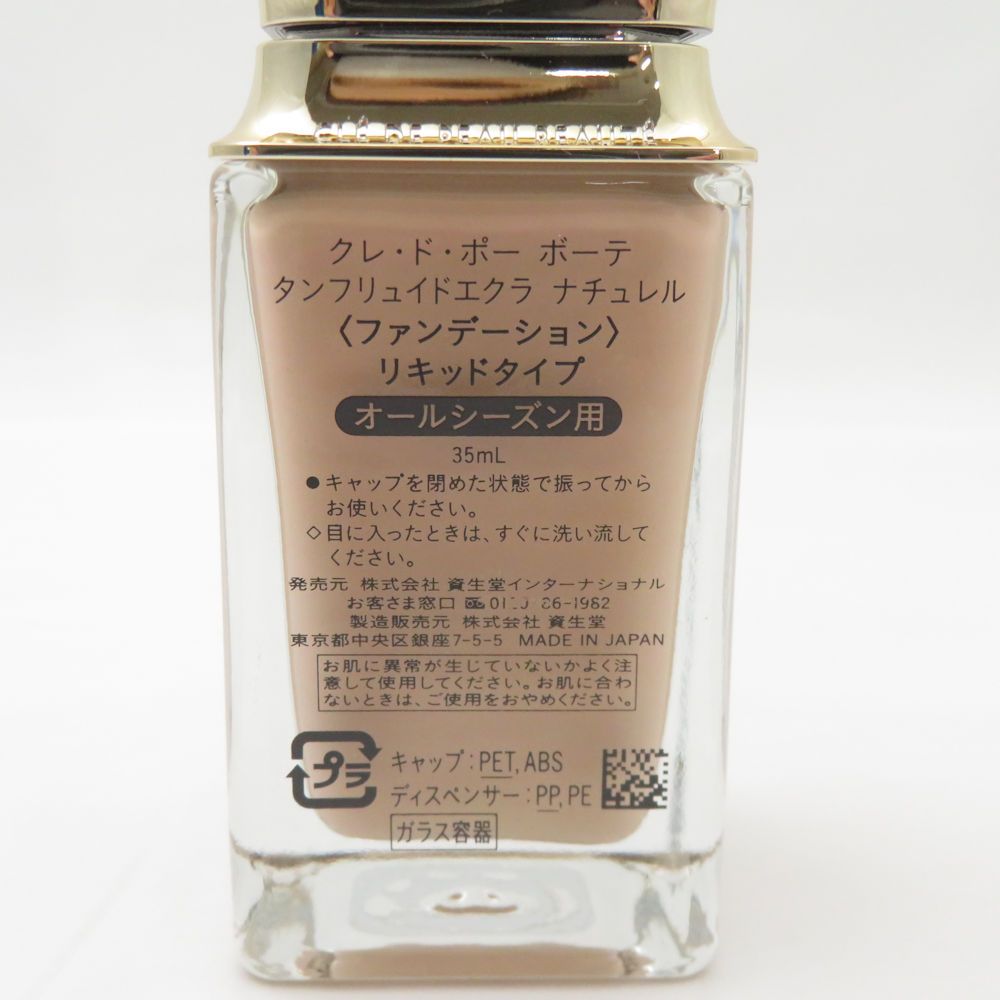 CLÉ DE PEAU BEAUTÉ
クレ・ド・ポー ボーテ
タンフリュイドエクラ ナチュレル
〈ファンデーション〉
リキッドタイプ
オールシーズン用
35mL
●キャップを閉めた状態で振ってから
お使いください。
◇目に入ったときは、すぐに洗い流して
ください。
発売元 株式会社 資生堂インターナショナル
お客さま窓口 86-1982
製造販売元 株式会社 資生堂
東京都中央区銀座7-5-5 MADE IN JAPAN
お肌に異常が生じていないかよく注
意して使用してください。お肌に合わ
ないときは、ご使用をおやめください。
プラ
キャップ:PET,ABS
ディスペンサー:PP,PE
ガラス容器